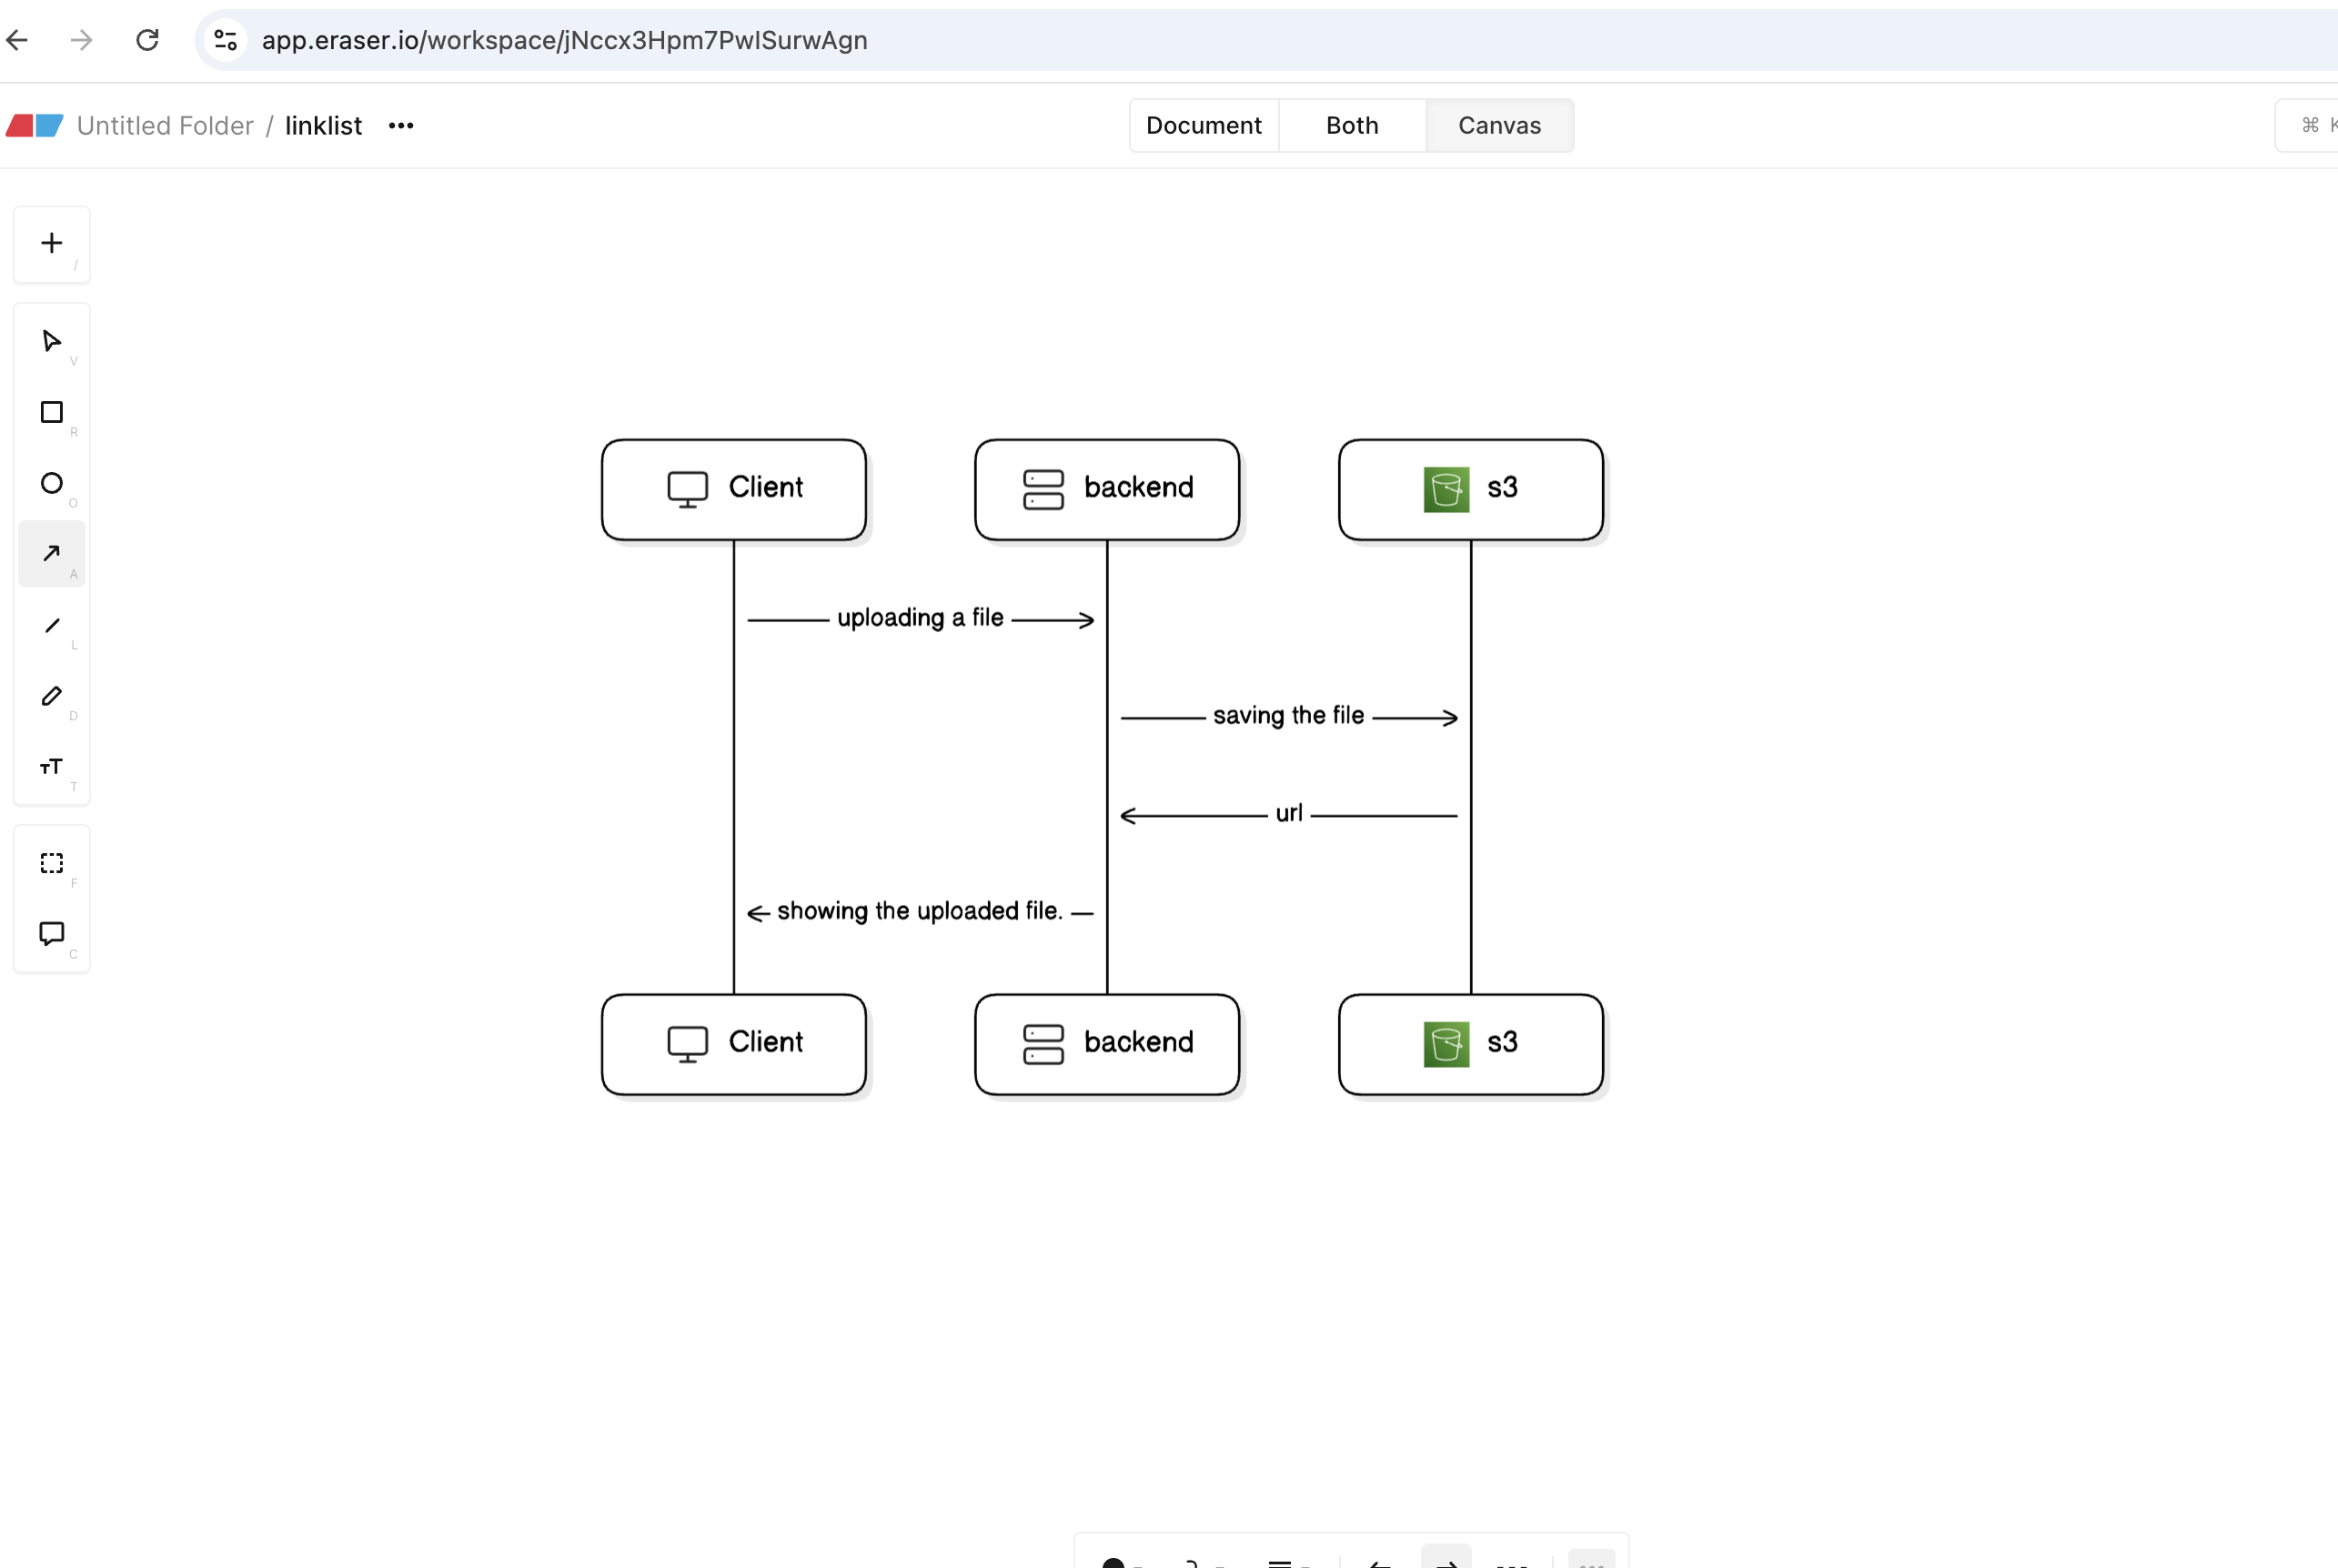 app.eraser.io/workspace/jNccx3Hpm7PwISurwAgn
Untitled Folder / linklist •••
Document Both Canvas
⌘ K
/
V
R
O
A
L
D
T
F
C
Client backend s3
uploading a file
saving the file
url
showing the uploaded file.
Client backend s3